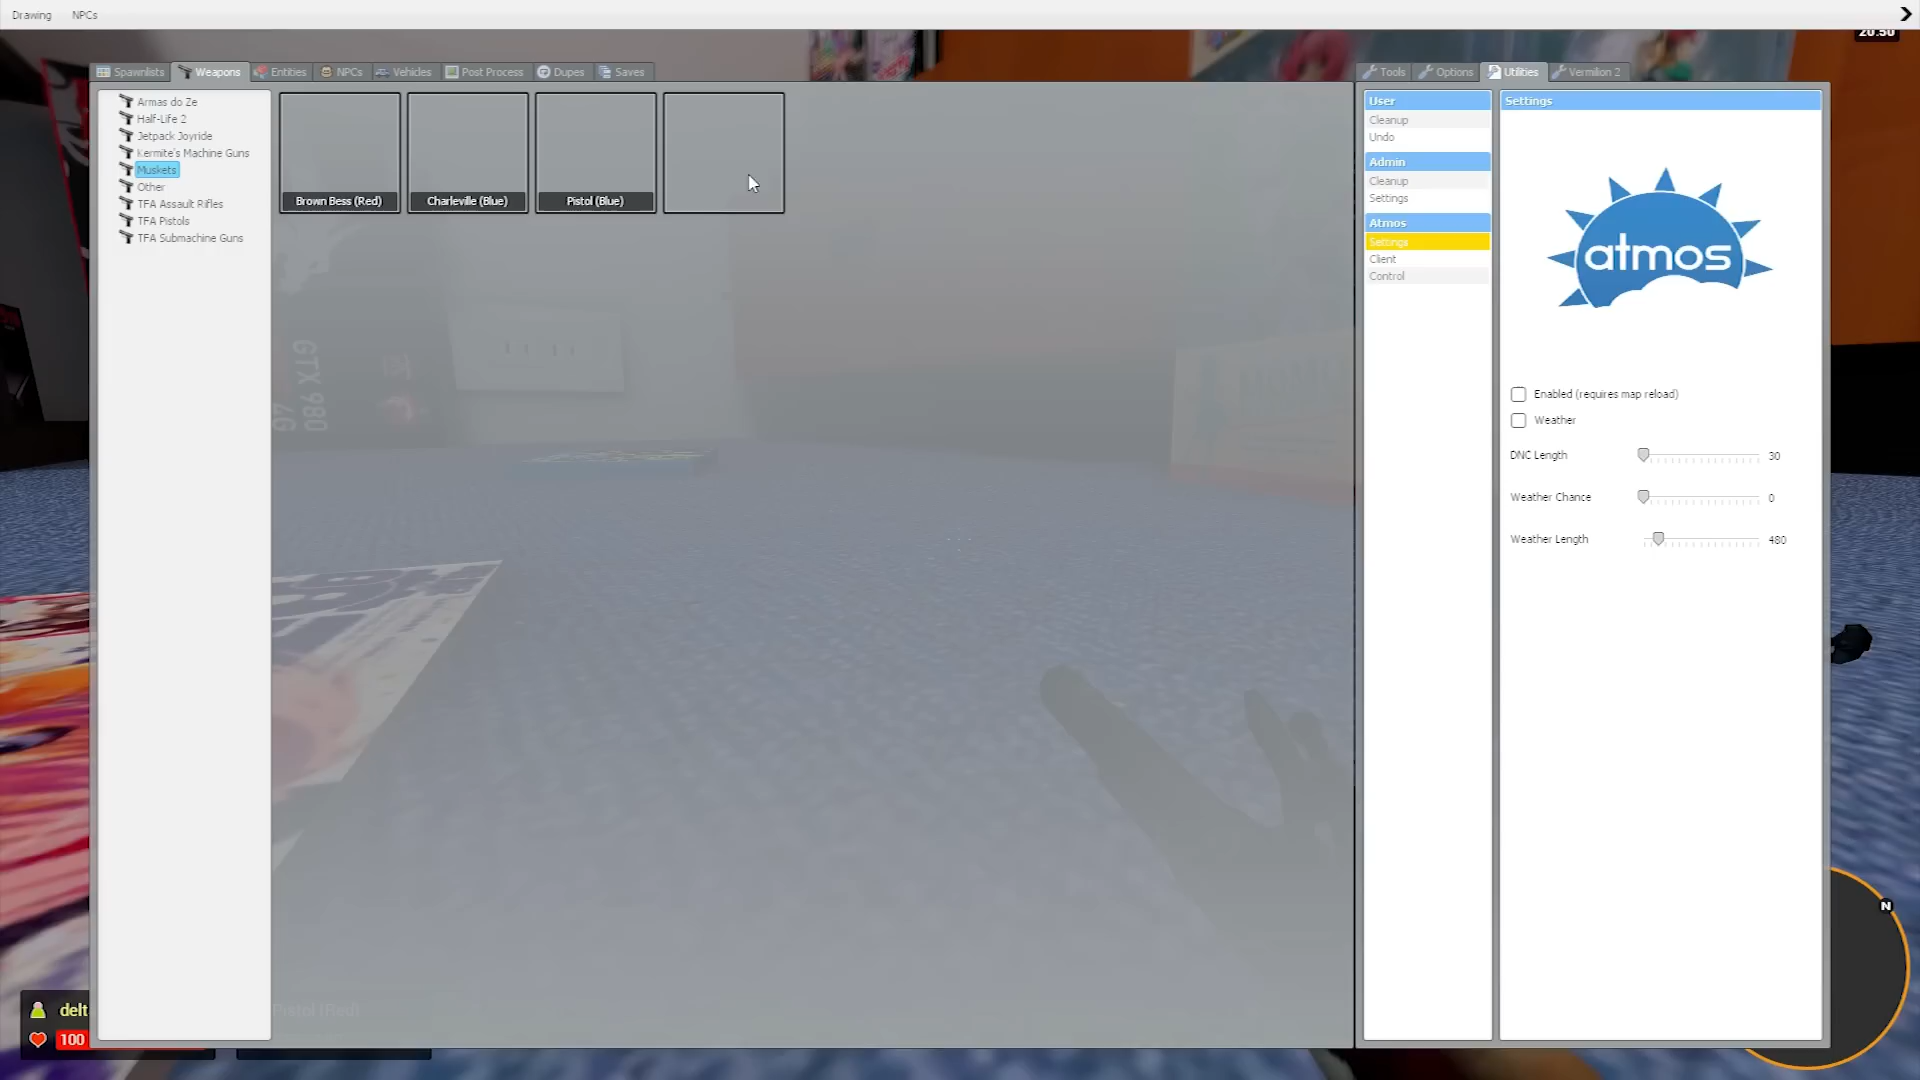 Drawing NPCs
20:50
Spawnlists Weapons Entities NPCs Vehicles Post Process Dupes Saves
Tools Options Utilities Vermilion 2
Armas do Ze
Half-Life 2
Jetpack Joyride
Kermite's Machine Guns
Muskets
Other
TFA Assault Rifles
TFA Pistols
TFA Submachine Guns
Brown Bess (Red)
Charleville (Blue)
Pistol (Blue)
GTX 980
4G
User
Cleanup
Undo
Admin
Cleanup
Settings
Atmos
Settings
Client
Control
Settings
atmos
Enabled (requires map reload)
Weather
DNC Length 30
Weather Chance 0
Weather Length 480
N
delt
100
Pistol (Red)